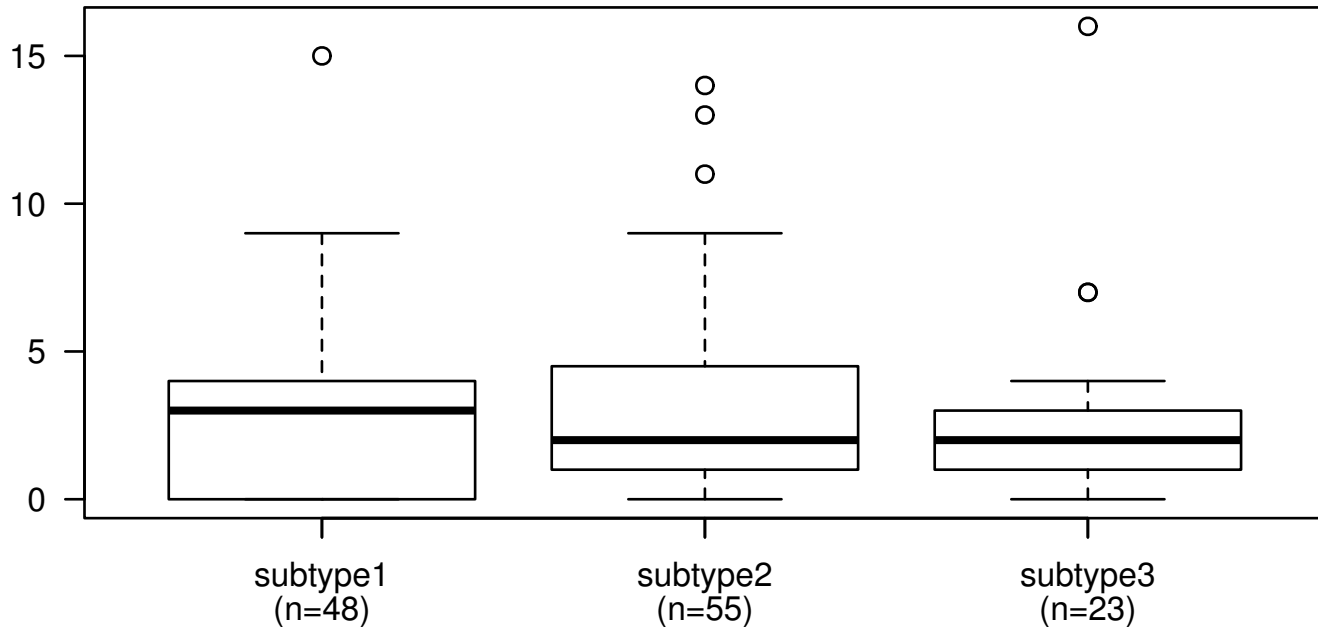 15
10
5
0
subtype1 subtype2 subtype3
(n=48) (n=55) (n=23)